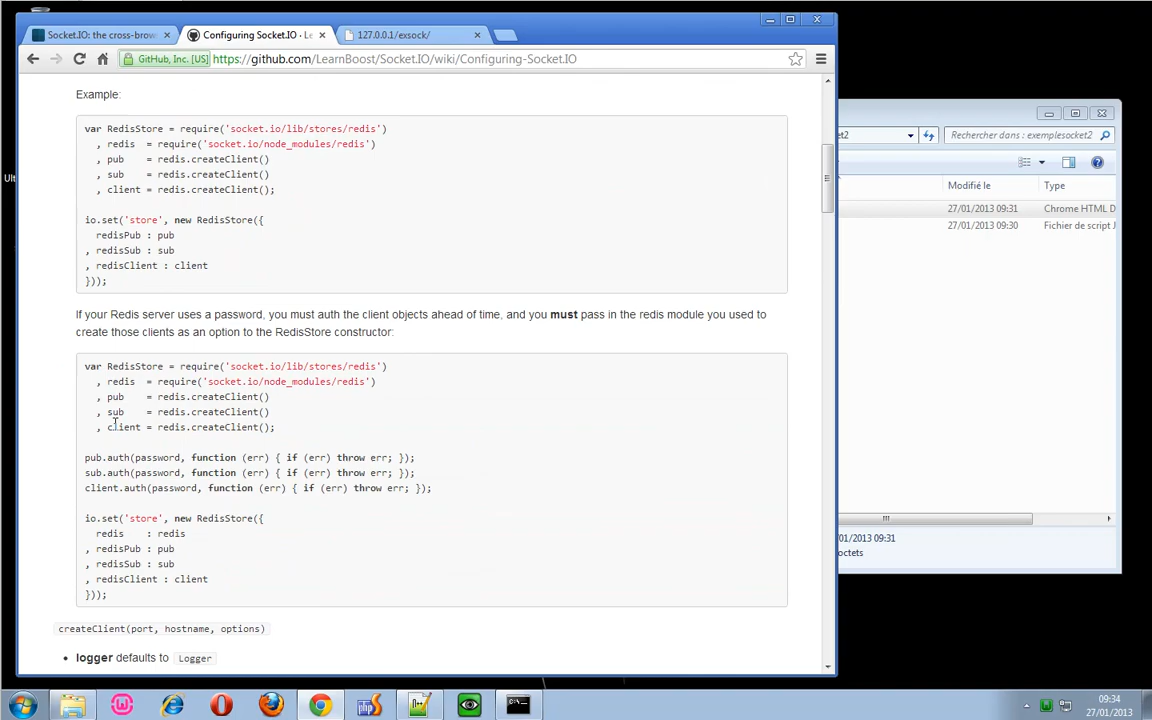 Socket.IO: the cross-brow
Configuring Socket.IO · Le
127.0.0.1/exsock/
GitHub, Inc. [US] https://github.com/LearnBoost/Socket.IO/wiki/Configuring-Socket.IO
Example:
var RedisStore = require('socket.io/lib/stores/redis')
, redis = require('socket.io/node_modules/redis')
, pub = redis.createClient()
, sub = redis.createClient()
, client = redis.createClient();
io.set('store', new RedisStore({
redisPub : pub
, redisSub : sub
, redisClient : client
}));
If your Redis server uses a password, you must auth the client objects ahead of time, and you must pass in the redis module you used to
create those clients as an option to the RedisStore constructor:
var RedisStore = require('socket.io/lib/stores/redis')
, redis = require('socket.io/node_modules/redis')
, pub = redis.createClient()
, sub = redis.createClient()
, client = redis.createClient();
pub.auth(password, function (err) { if (err) throw err; });
sub.auth(password, function (err) { if (err) throw err; });
client.auth(password, function (err) { if (err) throw err; });
io.set('store', new RedisStore({
redis : redis
, redisPub : pub
, redisSub : sub
, redisClient : client
}));
createClient(port, hostname, options)
• logger defaults to Logger
Ult
ket2
Rechercher dans : exemplesocket2
Modifié le Type
27/01/2013 09:31 Chrome HTML D
27/01/2013 09:30 Fichier de script J
01/2013 09:31
octets
09:34
27/01/2013